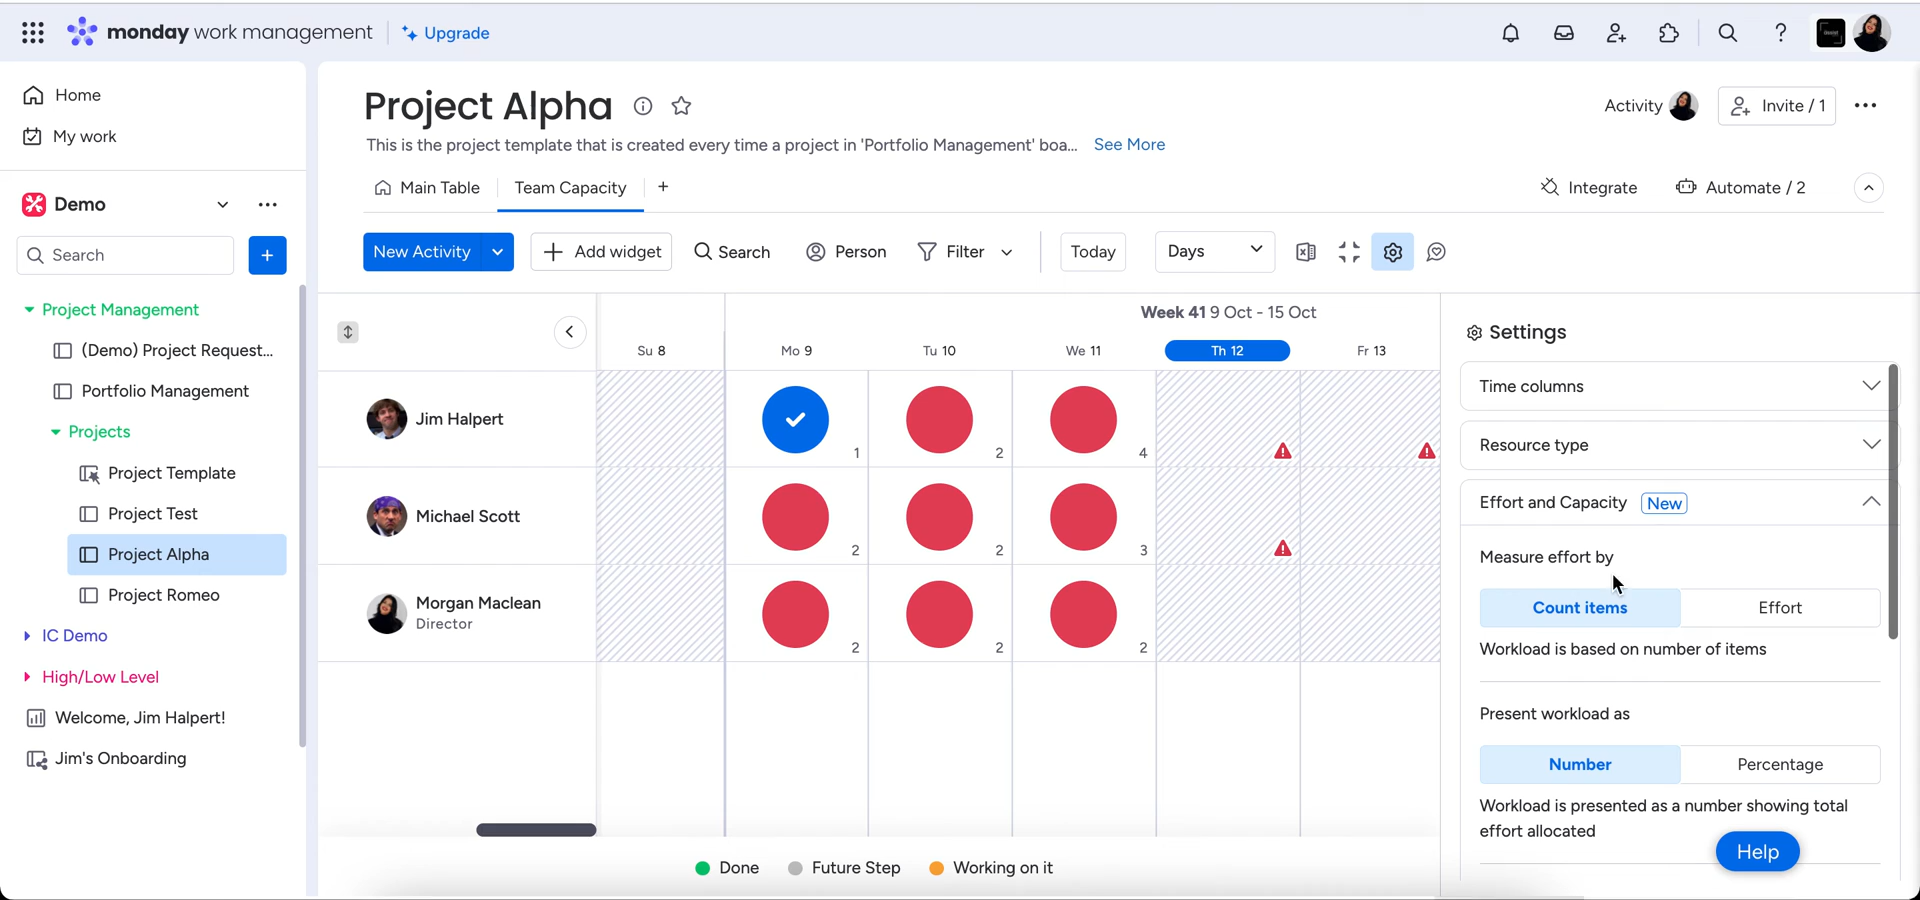 monday work management
Upgrade
Home
My work
Demo
Search
Project Management
(Demo) Project Request...
Portfolio Management
Projects
Project Template
Project Test
Project Alpha
Project Romeo
IC Demo
High/Low Level
Welcome, Jim Halpert!
Jim's Onboarding
Project Alpha
Activity
Invite / 1
This is the project template that is created every time a project in 'Portfolio Management' boa... See More
Main Table
Team Capacity
Integrate
Automate / 2
New Activity
Add widget
Search
Person
Filter
Today
Days
Week 41 9 Oct - 15 Oct
Su 8
Mo 9
Tu 10
We 11
Th 12
Fr 13
Jim Halpert
1
2
4
Michael Scott
2
2
3
Morgan Maclean
Director
2
2
2
Done
Future Step
Working on it
Settings
Time columns
Resource type
Effort and Capacity New
Measure effort by
Count items
Effort
Workload is based on number of items
Present workload as
Number
Percentage
Workload is presented as a number showing total
effort allocated
Help